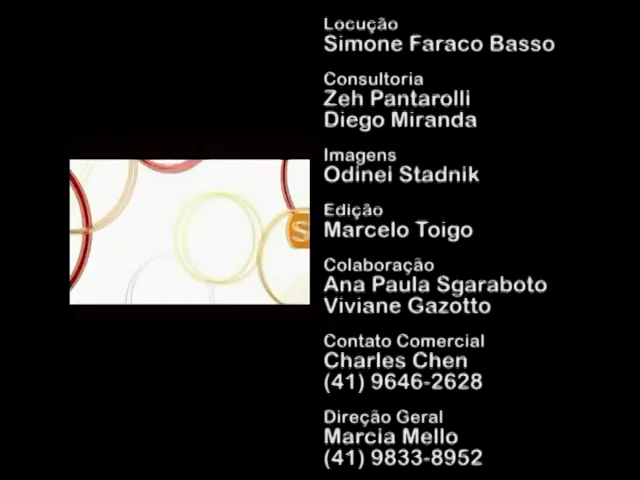 Locução
Simone Faraco Basso
Consultoria
Zeh Pantarolli
Diego Miranda
Imagens
Odinei Stadnik
S
Edição
Marcelo Toigo
Colaboração
Ana Paula Sgaraboto
Viviane Gazotto
Contato Comercial
Charles Chen
(41) 9646-2628
Direção Geral
Marcia Mello
(41) 9833-8952